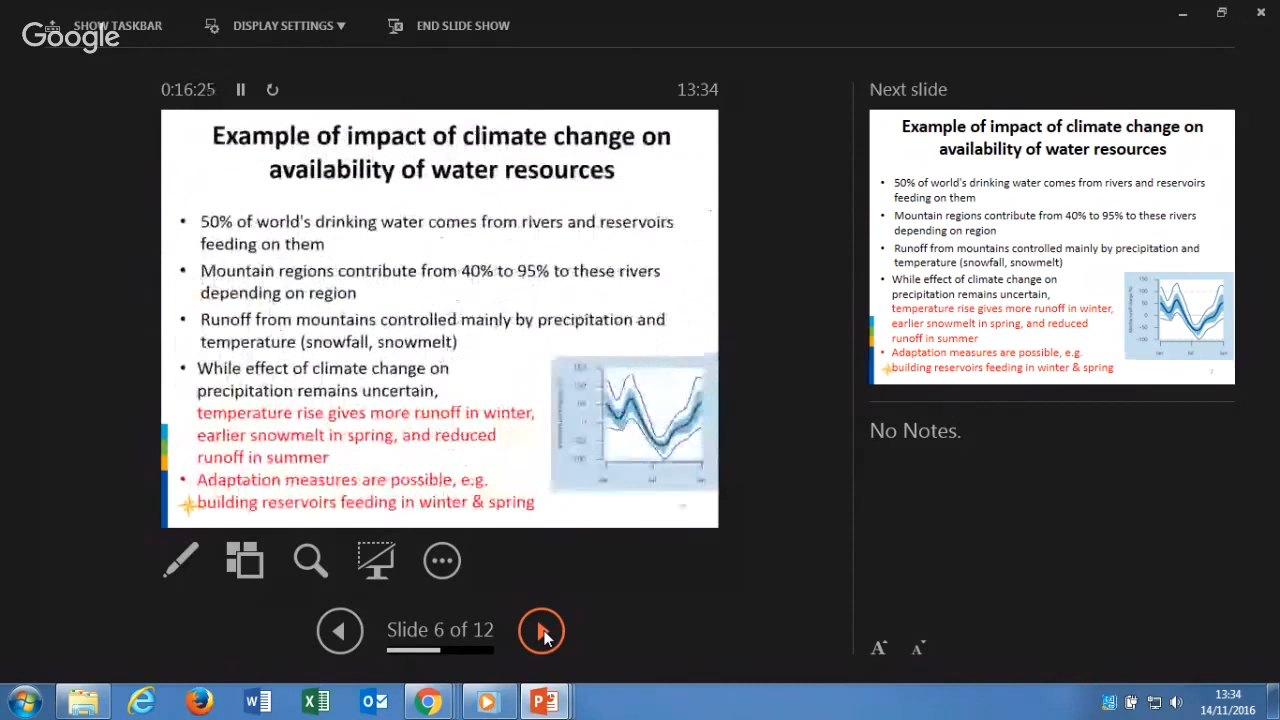 SHOW TASKBAR
DISPLAY SETTINGS
END SLIDE SHOW
Google
0:16:25
13:34
Example of impact of climate change on
availability of water resources
• 50% of world's drinking water comes from rivers and reservoirs
feeding on them
• Mountain regions contribute from 40% to 95% to these rivers
depending on region
• Runoff from mountains controlled mainly by precipitation and
temperature (snowfall, snowmelt)
• While effect of climate change on
precipitation remains uncertain,
temperature rise gives more runoff in winter,
earlier snowmelt in spring, and reduced
runoff in summer
• Adaptation measures are possible, e.g.
building reservoirs feeding in winter & spring
Slide 6 of 12
Next slide
Example of impact of climate change on
availability of water resources
• 50% of world's drinking water comes from rivers and reservoirs
feeding on them
• Mountain regions contribute from 40% to 95% to these rivers
depending on region
• Runoff from mountains controlled mainly by precipitation and
temperature (snowfall, snowmelt)
• While effect of climate change on
precipitation remains uncertain,
temperature rise gives more runoff in winter,
earlier snowmelt in spring, and reduced
runoff in summer
• Adaptation measures are possible, e.g.
building reservoirs feeding in winter & spring
No Notes.
A A
13:34
14/11/2016